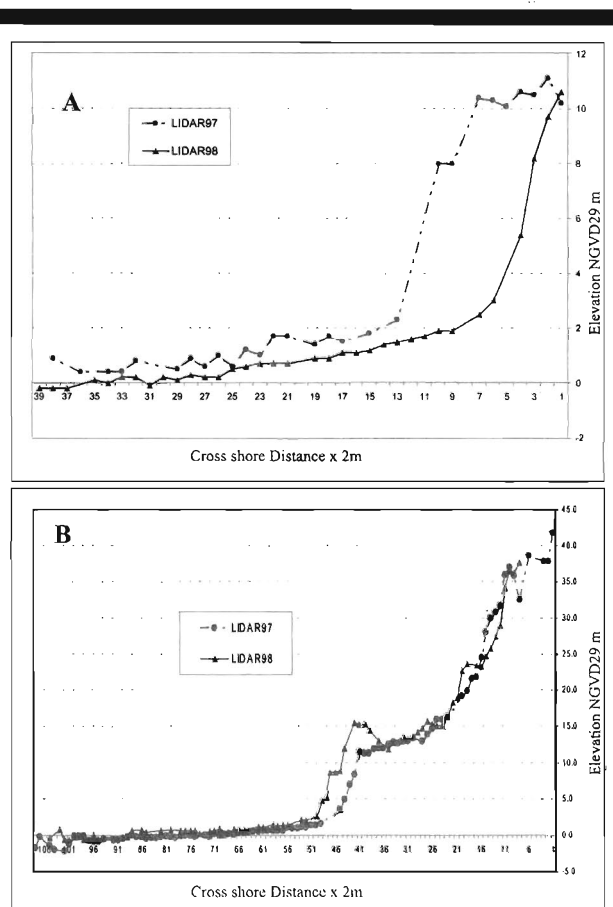 A
LIDAR97
LIDAR98
12
10
8
6
4
2
0
-2
Elevation NGVD29 m
39 37 35 33 31 29 27 25 23 21 19 17 15 13 11 9 7 5 3 1
Cross shore Distance x 2m
B
LIDAR97
LIDAR98
45.0
40.0
35.0
30.0
25.0
20.0
15.0
10.0
5.0
0.0
-5.0
Elevation NGVD29 m
101 96 91 86 81 76 71 66 61 56 51 46 41 36 31 26 21 16 11 6 1
Cross shore Distance x 2m